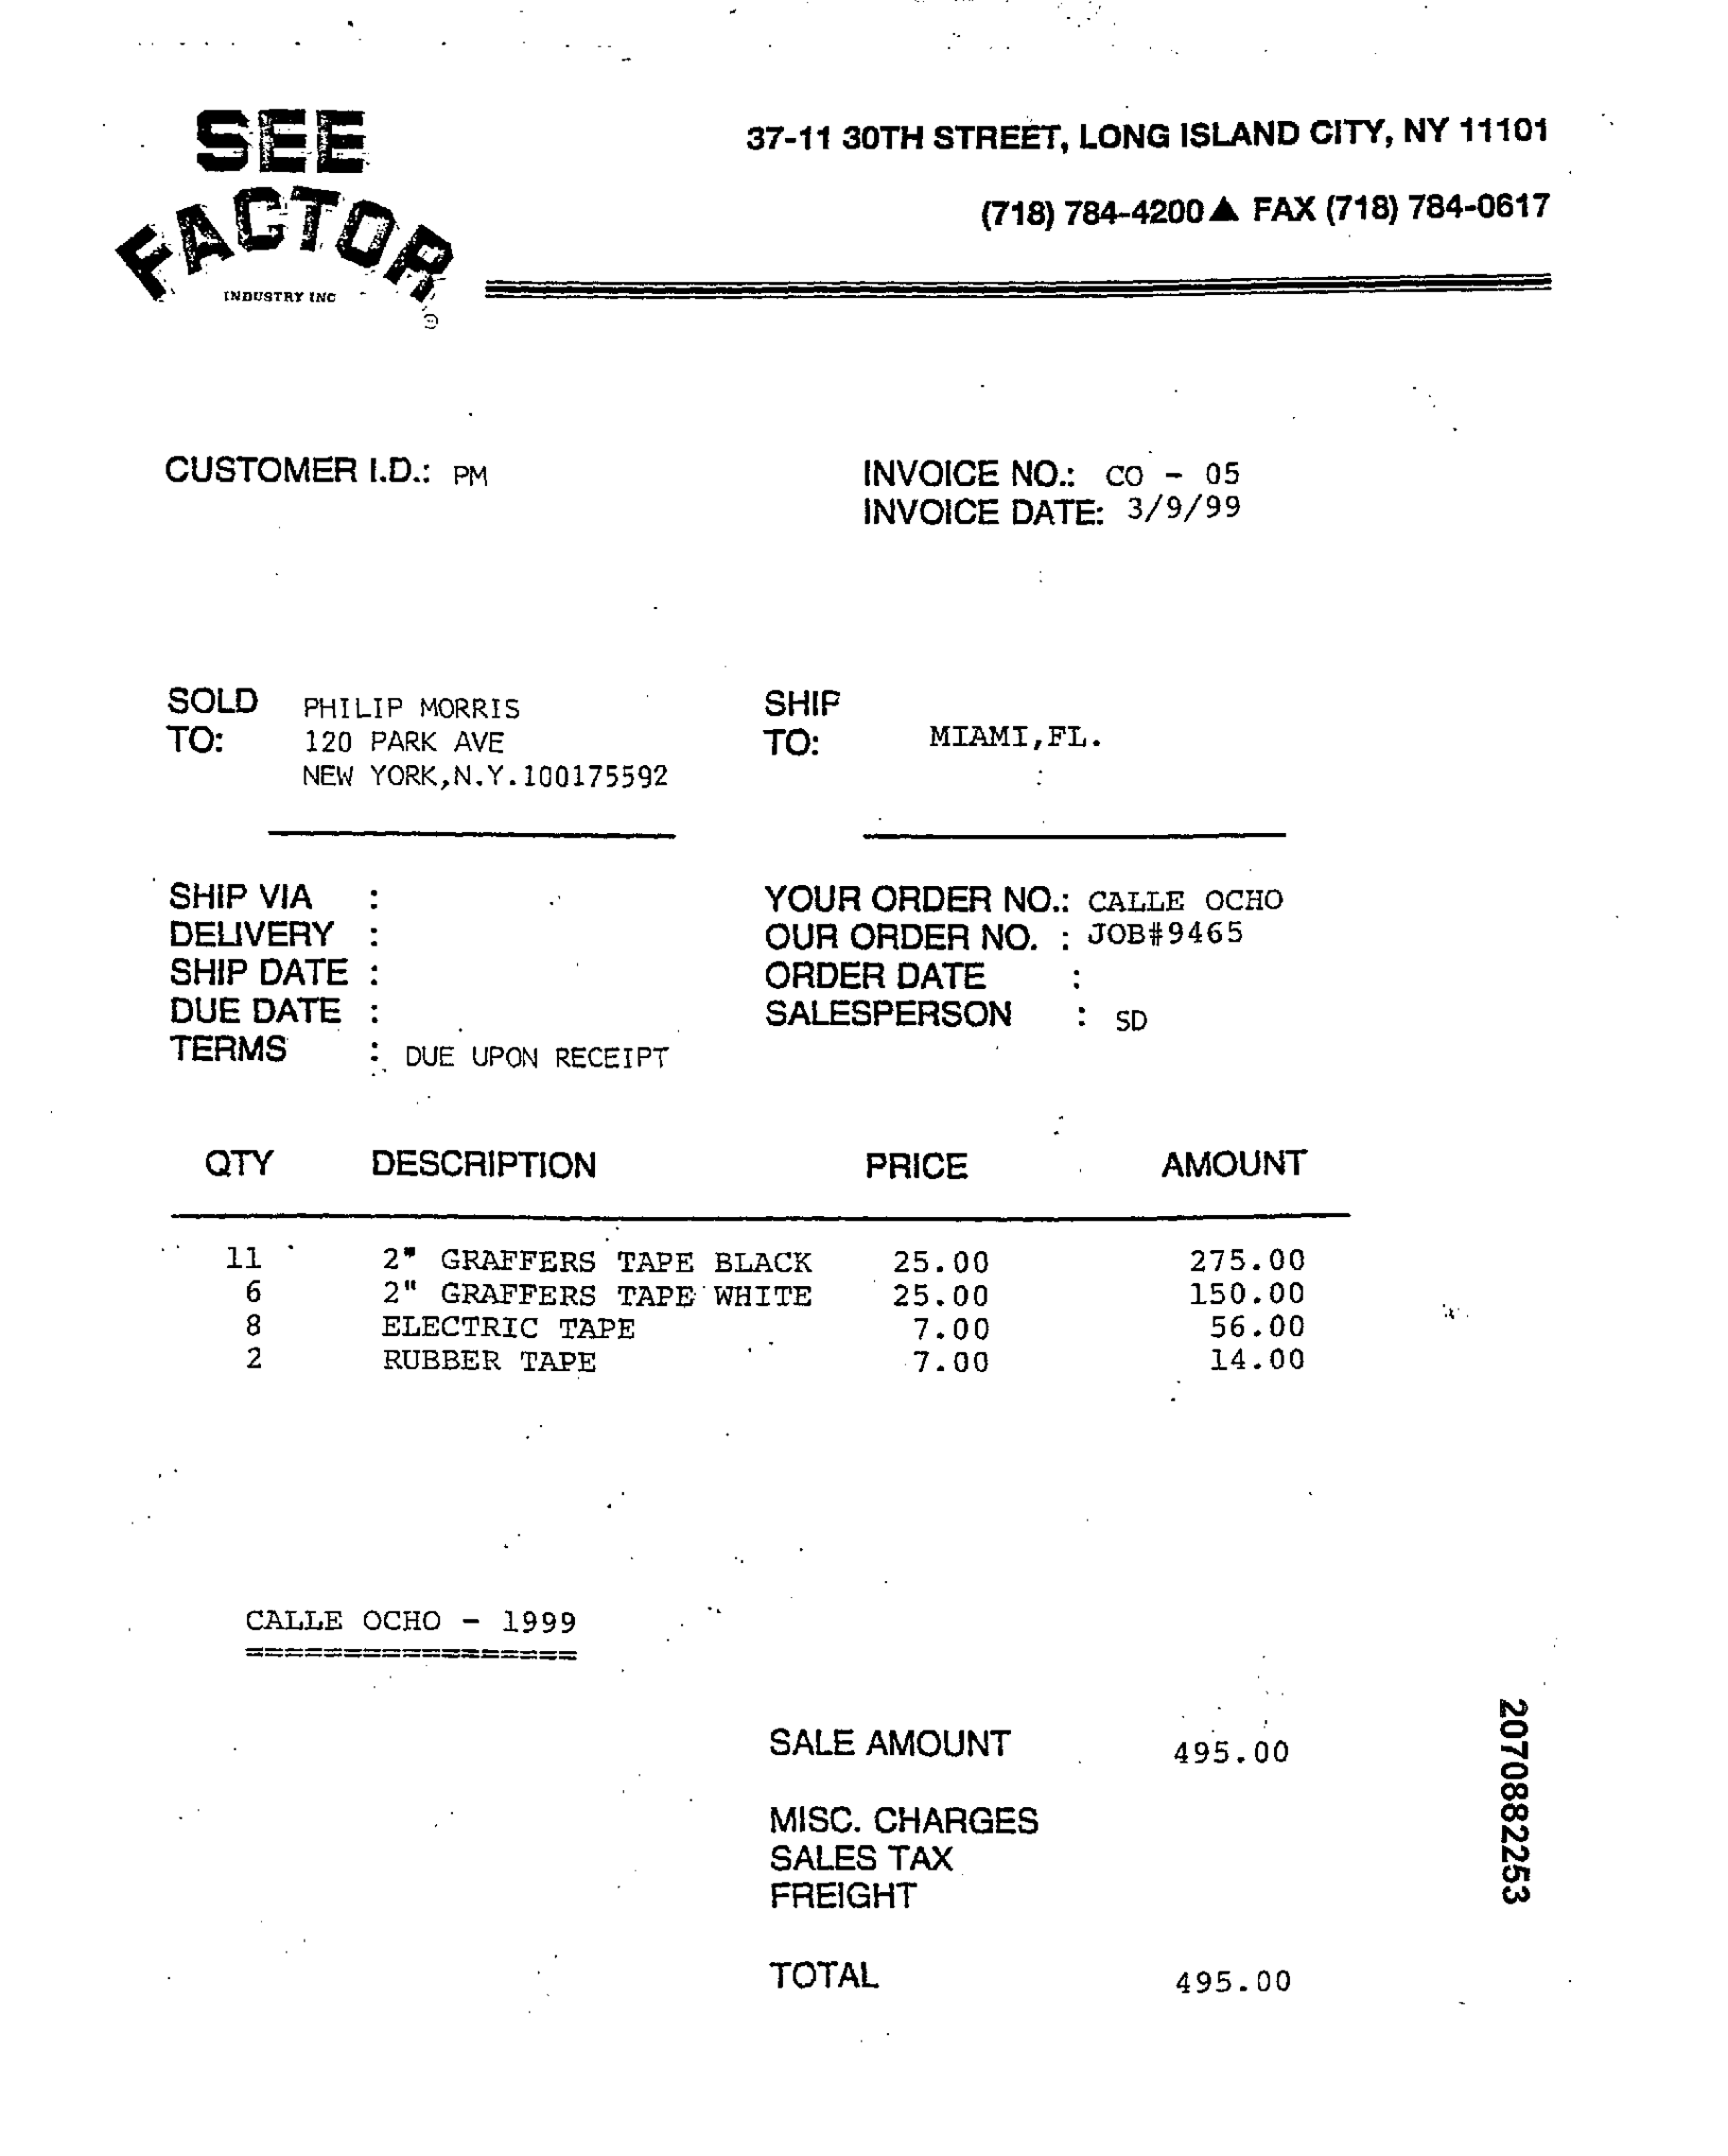 SEE
FACTOR
INDUSTRY INC
37-11 30TH STREET, LONG ISLAND CITY, NY 11101
(718) 784-4200▲ FAX (718) 784-0617
CUSTOMER I.D.: PM
INVOICE NO.: CO - 05
INVOICE DATE: 3/9/99
SOLD TO:
PHILIP MORRIS
120 PARK AVE
NEW YORK,N.Y.100175592
SHIP TO:
MIAMI,FL.
SHIP VIA :
DELIVERY :
SHIP DATE :
DUE DATE :
TERMS : DUE UPON RECEIPT
YOUR ORDER NO.: CALLE OCHO
OUR ORDER NO. : JOB#9465
ORDER DATE :
SALESPERSON : SD
QTY DESCRIPTION PRICE AMOUNT
11 2" GRAFFERS TAPE BLACK 25.00 275.00
6 2" GRAFFERS TAPE WHITE 25.00 150.00
8 ELECTRIC TAPE 7.00 56.00
2 RUBBER TAPE 7.00 14.00
CALLE OCHO - 1999
=================
SALE AMOUNT 495.00
MISC. CHARGES
SALES TAX
FREIGHT
TOTAL 495.00
2070882253